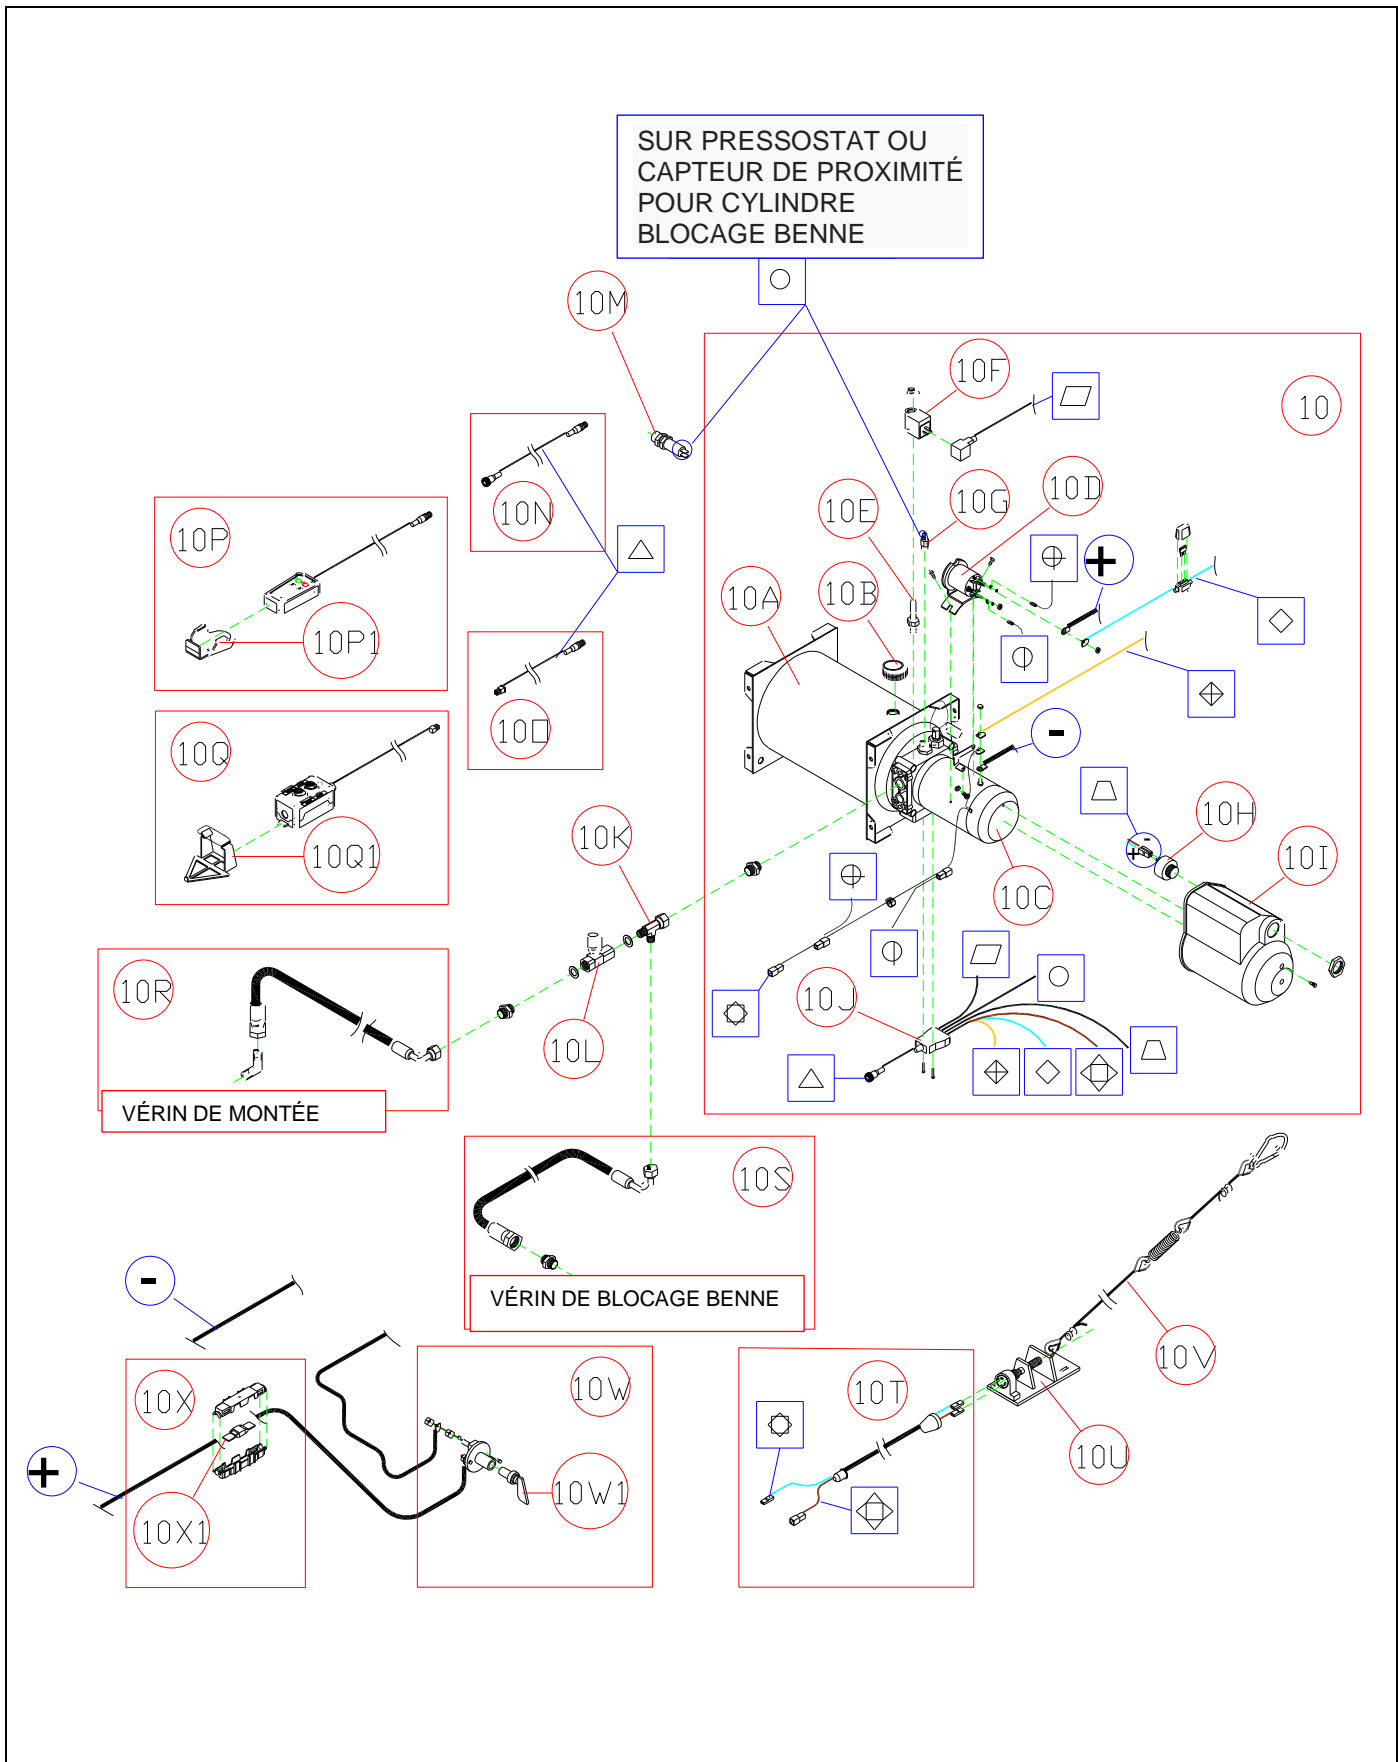 SUR PRESSOSTAT OU
CAPTEUR DE PROXIMITÉ
POUR CYLINDRE
BLOCAGE BENNE
10M
10F
10
10N
10E
10G
10D
+
10P
10A
10B
10P1
10O
-
10Q
10K
10H
10I
10Q1
10C
+
-
10R
10L
10J
VÉRIN DE MONTÉE
10S
-
VÉRIN DE BLOCAGE BENNE
10V
10X
10W
10T
+
10U
10W1
10X1